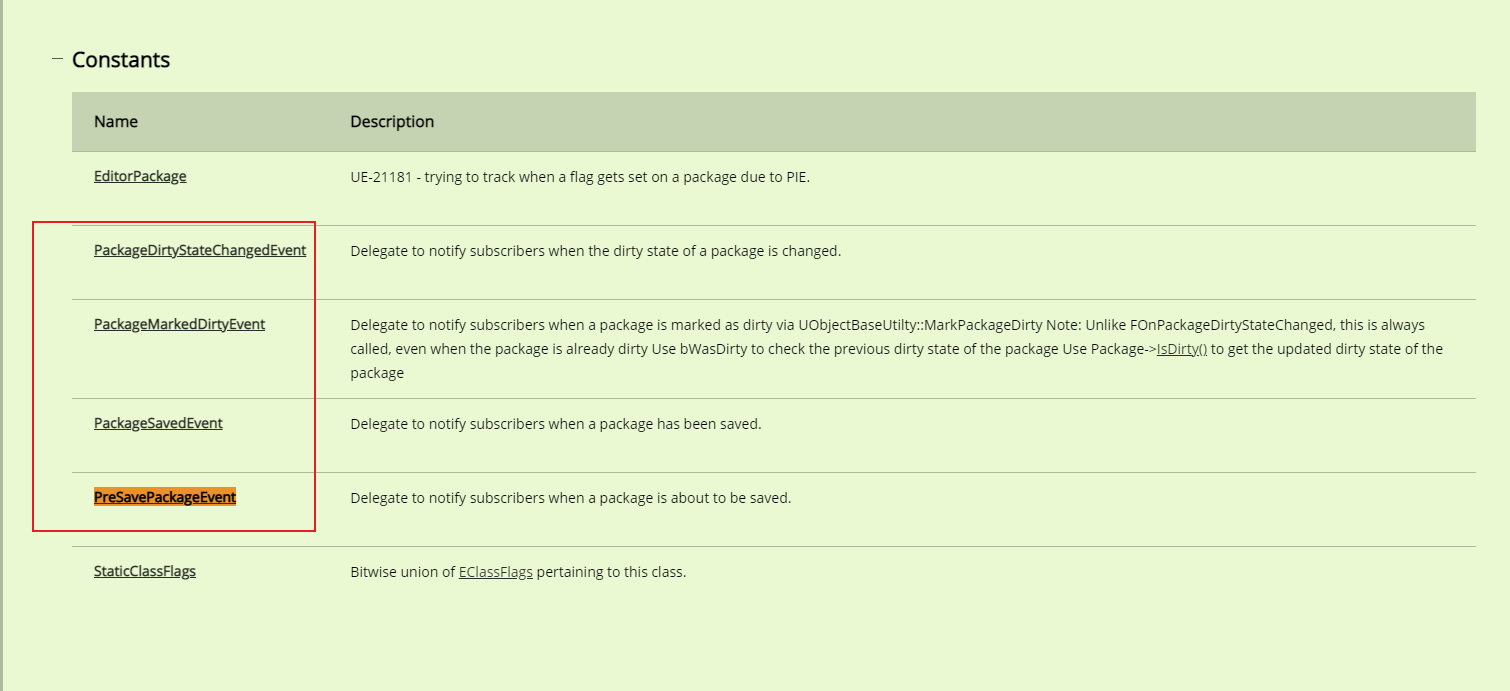 Constants
Name Description
EditorPackage UE-21181 - trying to track when a flag gets set on a package due to PIE.
PackageDirtyStateChangedEvent Delegate to notify subscribers when the dirty state of a package is changed.
PackageMarkedDirtyEvent Delegate to notify subscribers when a package is marked as dirty via UObjectBaseUtilty::MarkPackageDirty Note: Unlike FOnPackageDirtyStateChanged, this is always
called, even when the package is already dirty Use bWasDirty to check the previous dirty state of the package Use Package->IsDirty() to get the updated dirty state of the
package
PackageSavedEvent Delegate to notify subscribers when a package has been saved.
PreSavePackageEvent Delegate to notify subscribers when a package is about to be saved.
StaticClassFlags Bitwise union of EClassFlags pertaining to this class.